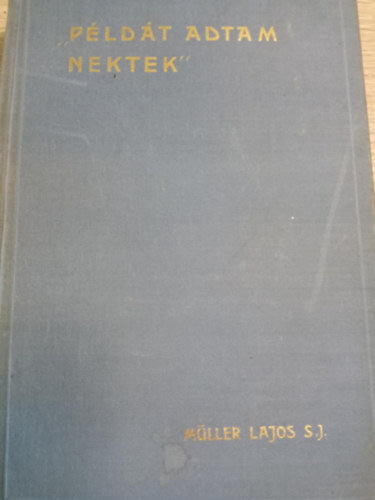 „PÉLDÁT ADTAM
NEKTEK"
MÜLLER LAJOS S.J.